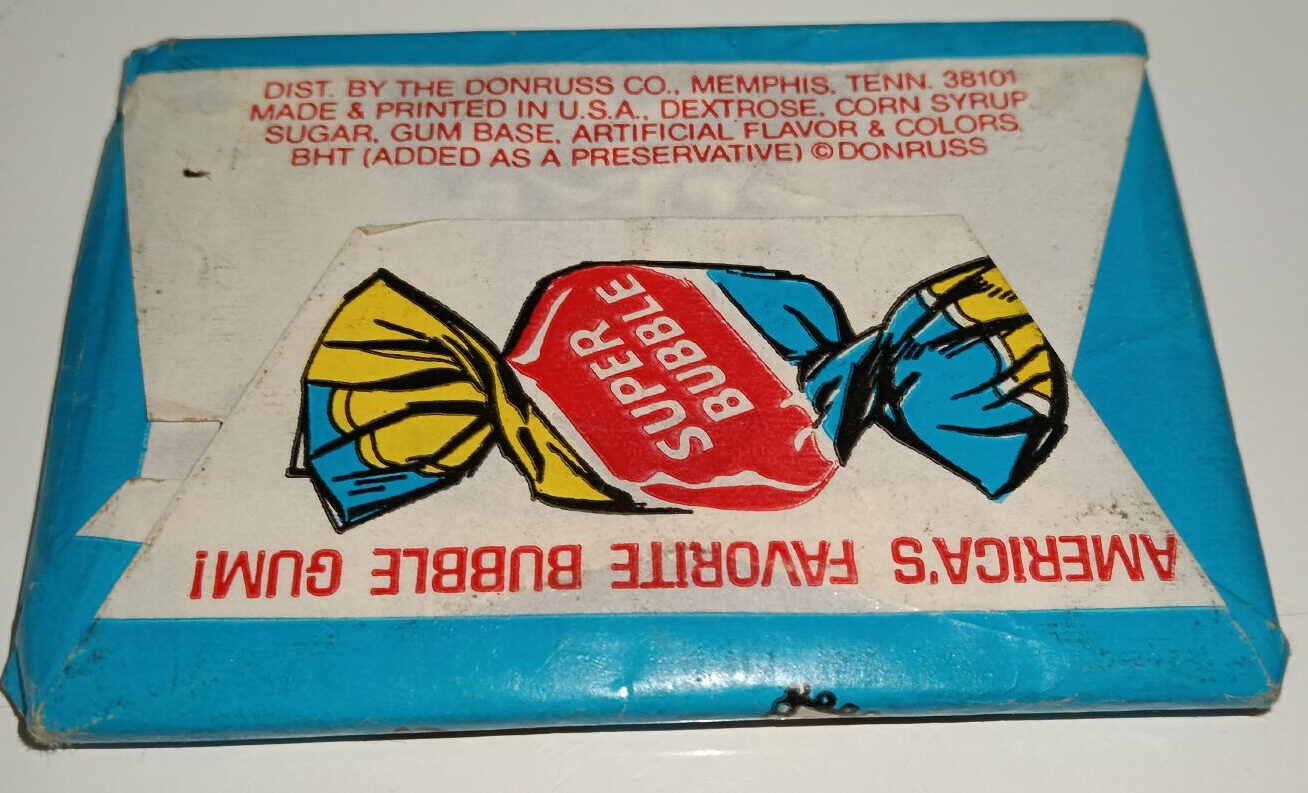 DIST. BY THE DONRUSS CO., MEMPHIS, TENN. 38101
MADE & PRINTED IN U.S.A., DEXTROSE, CORN SYRUP
SUGAR, GUM BASE, ARTIFICIAL FLAVOR & COLORS,
BHT (ADDED AS A PRESERVATIVE) ©DONRUSS
SUPER
BUBBLE
AMERICA'S FAVORITE BUBBLE GUM!